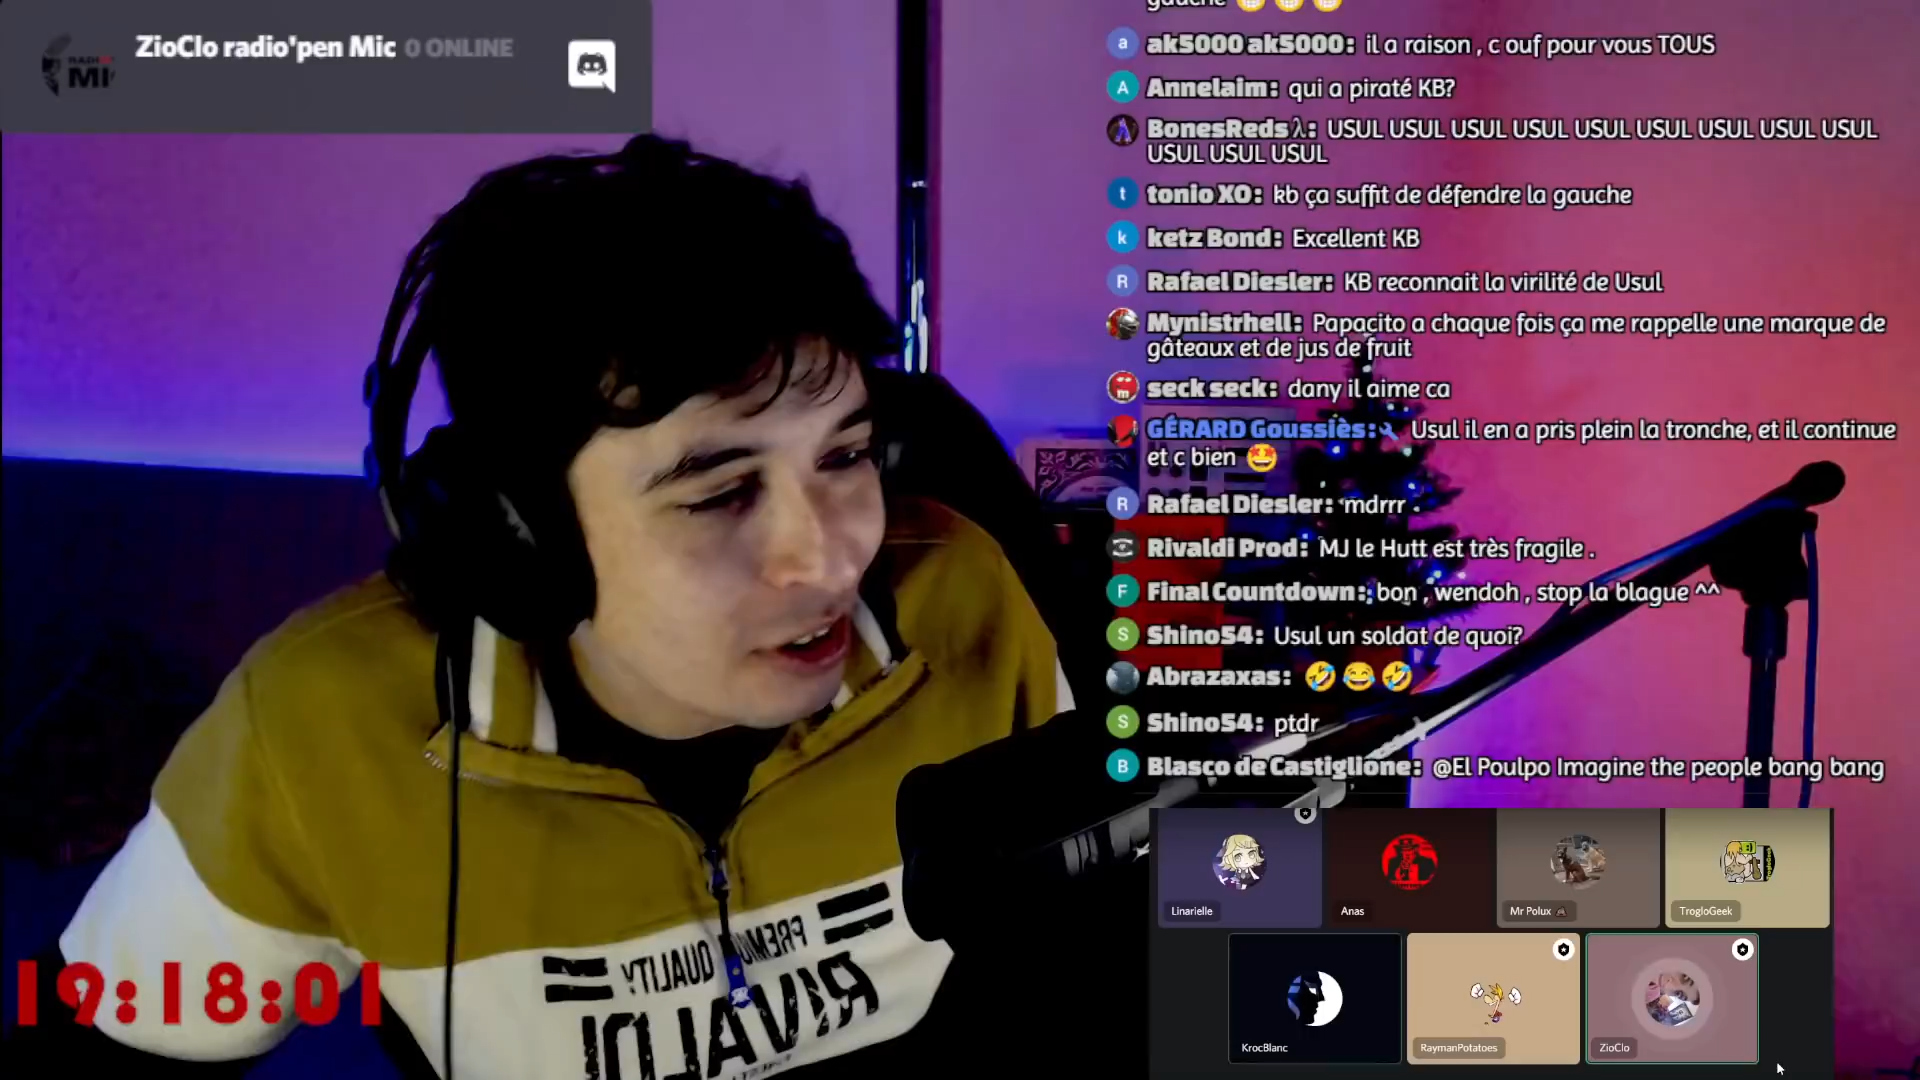 ZioClo radio'pen Mic 0 ONLINE
RADIO
MI
gauche 😁 😁 😁
a ak5000 ak5000: il a raison , c ouf pour vous TOUS
A Annelaim: qui a piraté KB?
BonesRedsλ: USUL USUL USUL USUL USUL USUL USUL USUL USUL
USUL USUL USUL
t tonio XO: kb ça suffit de défendre la gauche
k ketz Bond: Excellent KB
R Rafael Diesler: KB reconnait la virilité de Usul
Mynistrhell: Papacito a chaque fois ça me rappelle une marque de
gâteaux et de jus de fruit
seck seck: dany il aime ca
GÉRARD Goussiès: Usul il en a pris plein la tronche, et il continue
et c bien 🤩
R Rafael Diesler: mdrrr
Rivaldi Prod: MJ le Hutt est très fragile .
F Final Countdown: bon , wendoh , stop la blague ^^
S Shino54: Usul un soldat de quoi?
Abrazaxas: 🤣 😂 🤣
S Shino54: ptdr
B Blasco de Castiglione: @El Poulpo Imagine the people bang bang
Linarielle
Anas
Mr Polux
TrogloGeek
KrocBlanc
RaymanPotatoes
ZioClo
PREMIUM QUALITY
RIVALDI
19:18:01